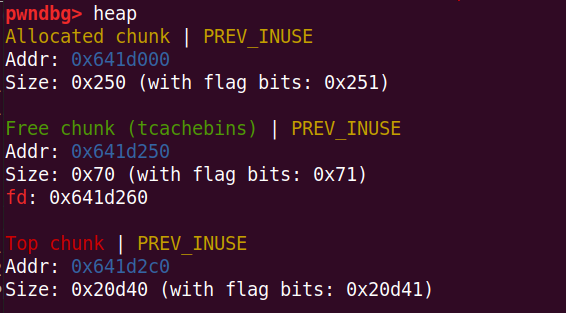 pwndbg> heap
Allocated chunk | PREV_INUSE
Addr: 0x641d000
Size: 0x250 (with flag bits: 0x251)
Free chunk (tcachebins) | PREV_INUSE
Addr: 0x641d250
Size: 0x70 (with flag bits: 0x71)
fd: 0x641d260
Top chunk | PREV_INUSE
Addr: 0x641d2c0
Size: 0x20d40 (with flag bits: 0x20d41)